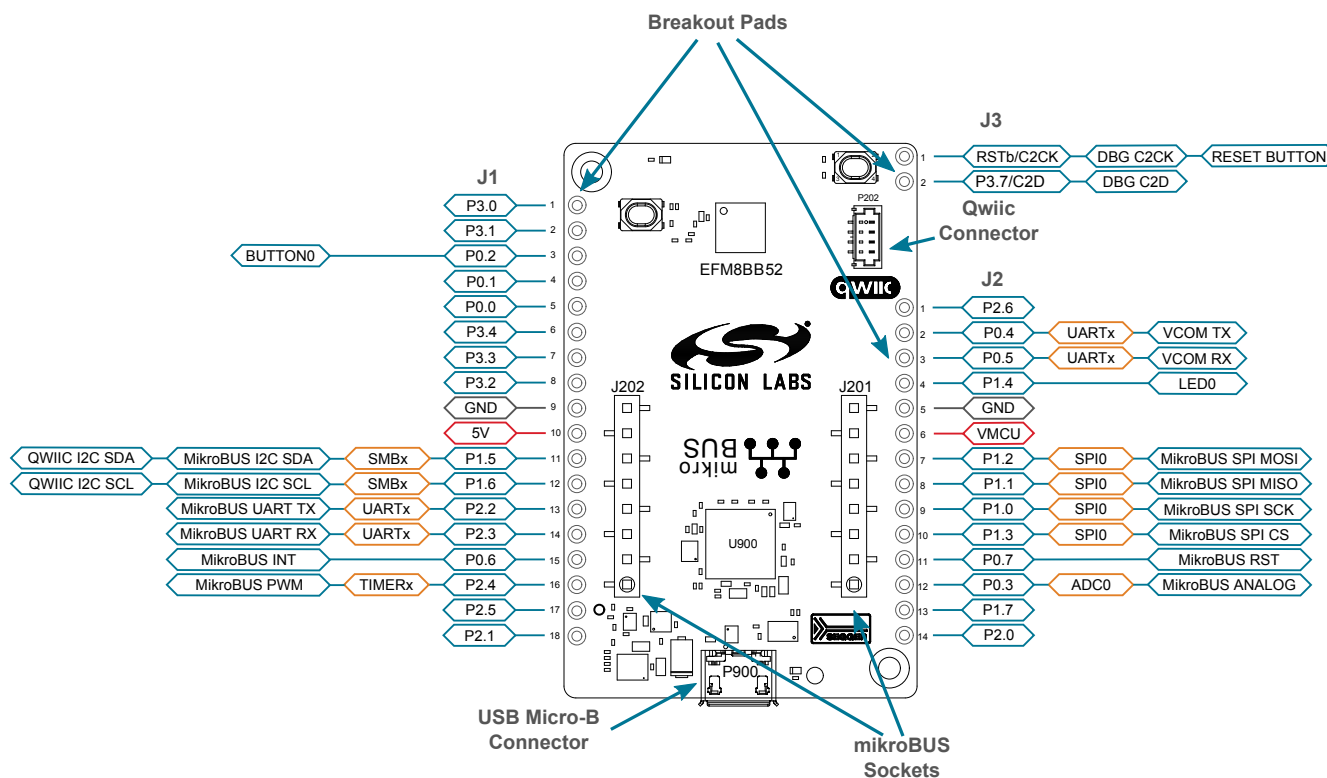 Breakout Pads
J3
1 RSTb/C2CK DBG C2CK RESET BUTTON
2 P3.7/C2D DBG C2D
J1
P3.0 1
P3.1 2
BUTTON0 P0.2 3
P0.1 4
P0.0 5
P3.4 6
P3.3 7
P3.2 8
GND 9
5V 10
QWIIC I2C SDA MikroBUS I2C SDA SMBx P1.5 11
QWIIC I2C SCL MikroBUS I2C SCL SMBx P1.6 12
MikroBUS UART TX UARTx P2.2 13
MikroBUS UART RX UARTx P2.3 14
MikroBUS INT P0.6 15
MikroBUS PWM TIMERx P2.4 16
P2.5 17
P2.1 18
P202
EFM8BB52
qwiic
Qwiic
Connector
SILICON LABS
J202
J201
mikro
BUS
U900
P900
J2
1 P2.6
2 P0.4 UARTx VCOM TX
3 P0.5 UARTx VCOM RX
4 P1.4 LED0
5 GND
6 VMCU
7 P1.2 SPI0 MikroBUS SPI MOSI
8 P1.1 SPI0 MikroBUS SPI MISO
9 P1.0 SPI0 MikroBUS SPI SCK
10 P1.3 SPI0 MikroBUS SPI CS
11 P0.7 MikroBUS RST
12 P0.3 ADC0 MikroBUS ANALOG
13 P1.7
14 P2.0
USB Micro-B
Connector
mikroBUS
Sockets